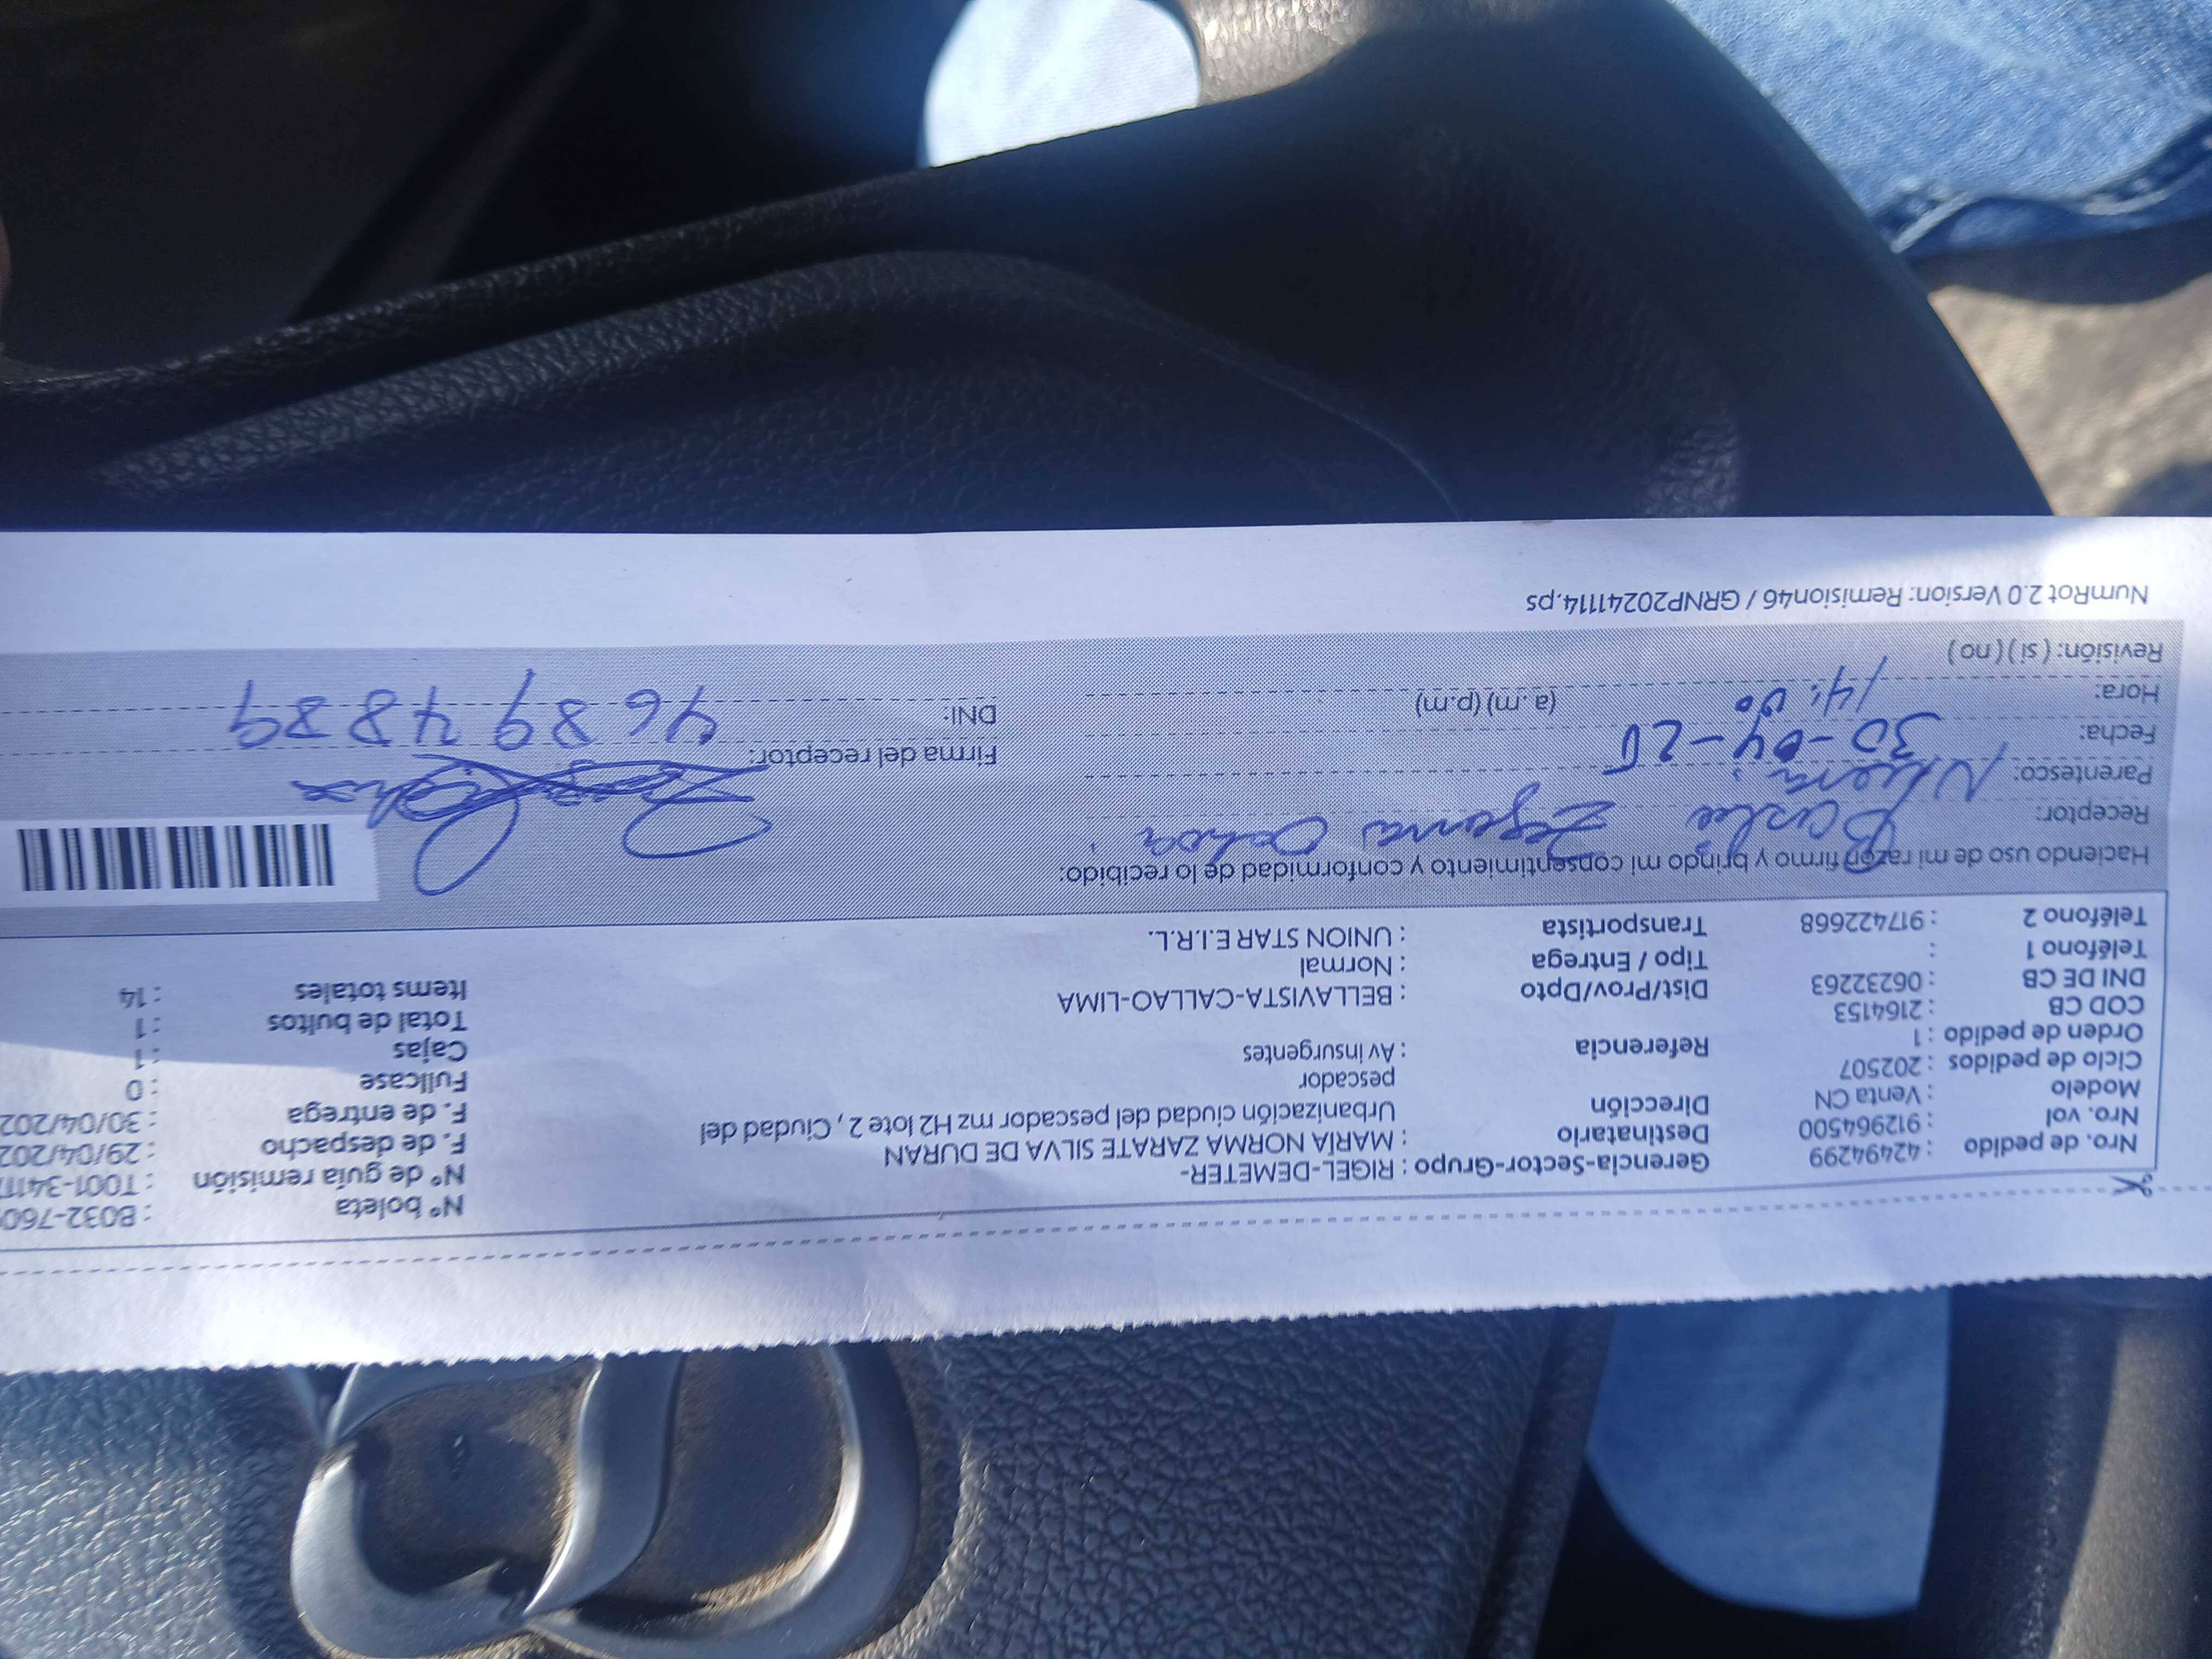 Nro. de pedido : 42494299 Gerencia-Sector-Grupo : RIGEL-DEMETER- N° boleta : B032-760
Nro. vol : 912964500 Destinatario : MARÍA NORMA ZARATE SILVA DE DURAN N° de guía remisión : T001-3411
Modelo : Venta CN Dirección Urbanización ciudad del pescador mz H2 lote 2 , Ciudad del F. de despacho : 29/04/202
Ciclo de pedidos : 202507 pescador F. de entrega : 30/04/202
Orden de pedido : 1 Referencia : Av insurgentes Fullcase : 0
COD CB : 2164153 Cajas : 1
DNI DE CB : 06232263 Dist/Prov/Dpto : BELLAVISTA-CALLAO-LIMA Total de bultos : 1
Teléfono 1 : Tipo / Entrega : Normal Items totales : 14
Teléfono 2 : 917422668 Transportista : UNION STAR E.I.R.L.
Haciendo uso de mi razón firmo y brindo mi consentimiento y conformidad de lo recibido:
Receptor: Zegarra Ochoa
Parentesco: Nuera Firma del receptor:
Fecha: 30-04-25 DNI: 46894889
Hora: 14:00 (a.m) (p.m)
Revisión: ( si ) ( no )
NumRot 2.0 Version: Remision46 / GRNP20241114.ps